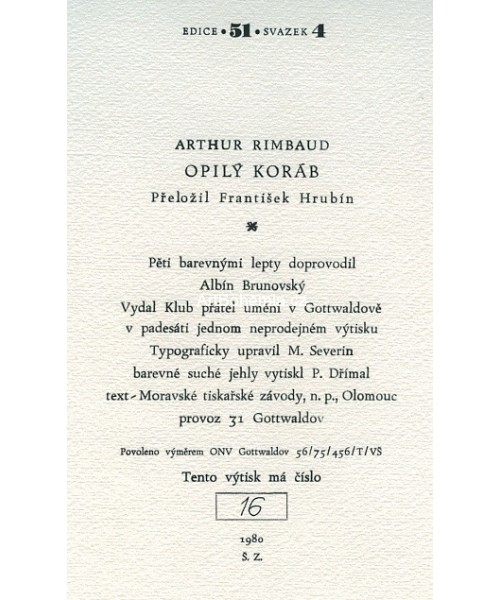 EDICE • 51 • SVAZEK 4
ARTHUR RIMBAUD
OPILÝ KORÁB
Přeložil František Hrubín
Pěti barevnými lepty doprovodil
Albín Brunovský
Vydal Klub přátel umění v Gottwaldově
v padesáti jednom neprodejném výtisku
Typograficky upravil M. Severin
barevné suché jehly vytiskl P. Dřímal
text - Moravské tiskařské závody, n. p., Olomouc
provoz 31 Gottwaldov
Povoleno výměrem ONV Gottwaldov 56/75/456/T/VŠ
Tento výtisk má číslo
16
1980
Š. Z.